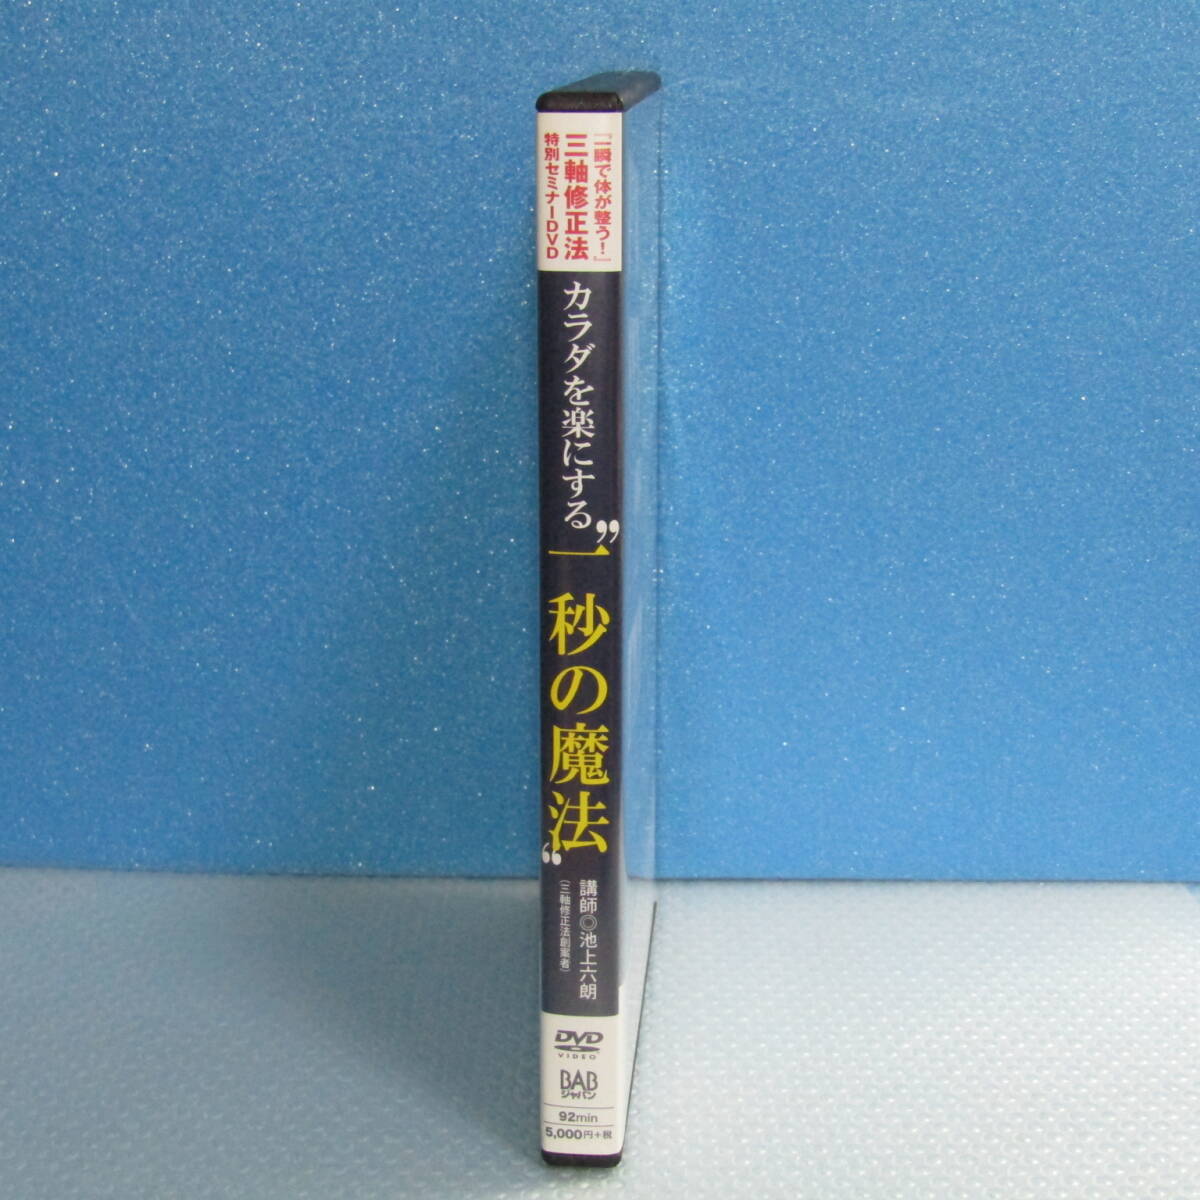 『一瞬で体が整う！』
三軸修正法
特別セミナーDVD
カラダを楽にする
”一秒の魔法“
講師◎池上六朗
（三軸修正法創案者）
DVD
VIDEO
BAB
ジャパン
92min
5,000円+税